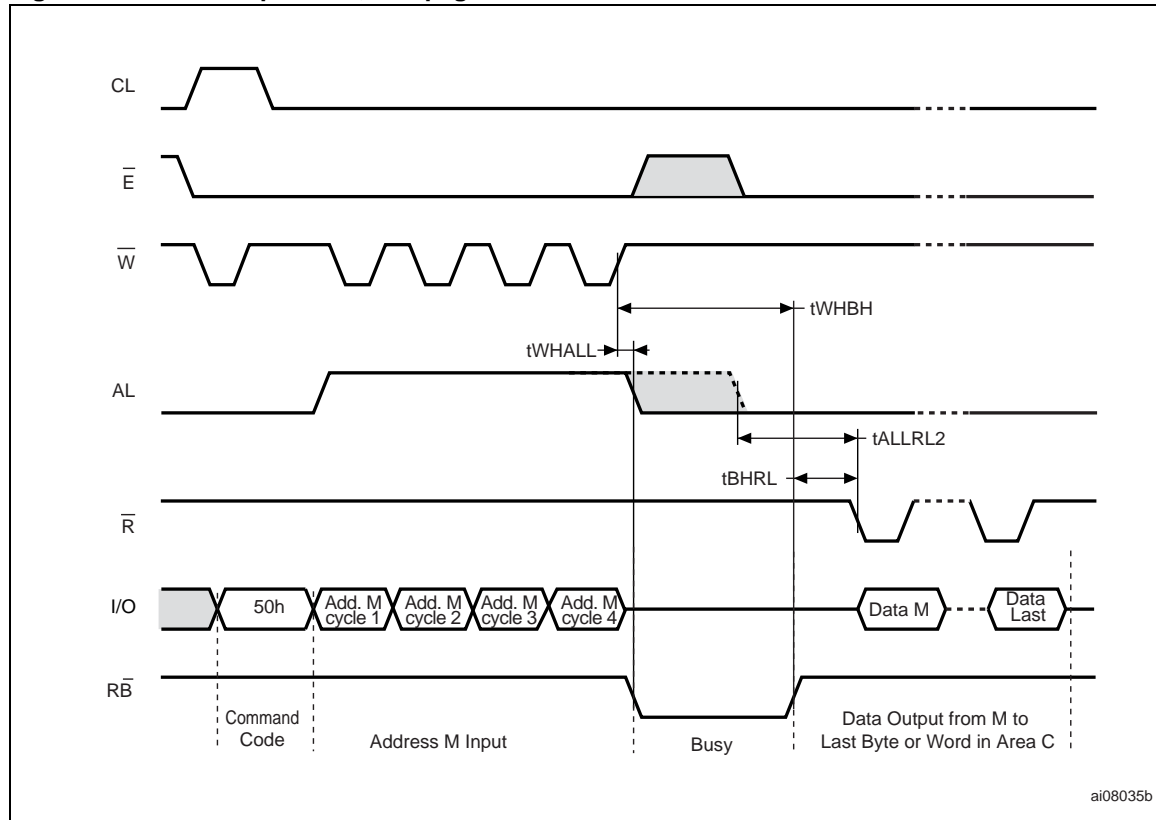 CL
E
W
tWHBH
tWHALL
AL
tALLRL2
tBHRL
R
I/O
50h
Add. M
cycle 1
Add. M
cycle 2
Add. M
cycle 3
Add. M
cycle 4
Data M
Data
Last
RB
Command
Code
Address M Input
Busy
Data Output from M to
Last Byte or Word in Area C
ai08035b